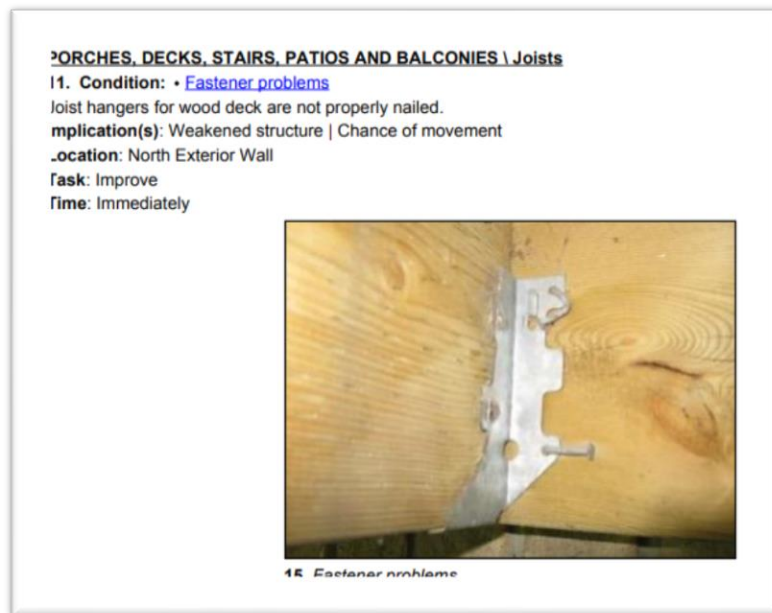 PORCHES, DECKS, STAIRS, PATIOS AND BALCONIES \ Joists
11. Condition: • Fastener problems
Joist hangers for wood deck are not properly nailed.
Implication(s): Weakened structure | Chance of movement
Location: North Exterior Wall
Task: Improve
Time: Immediately
15. Fastener problems